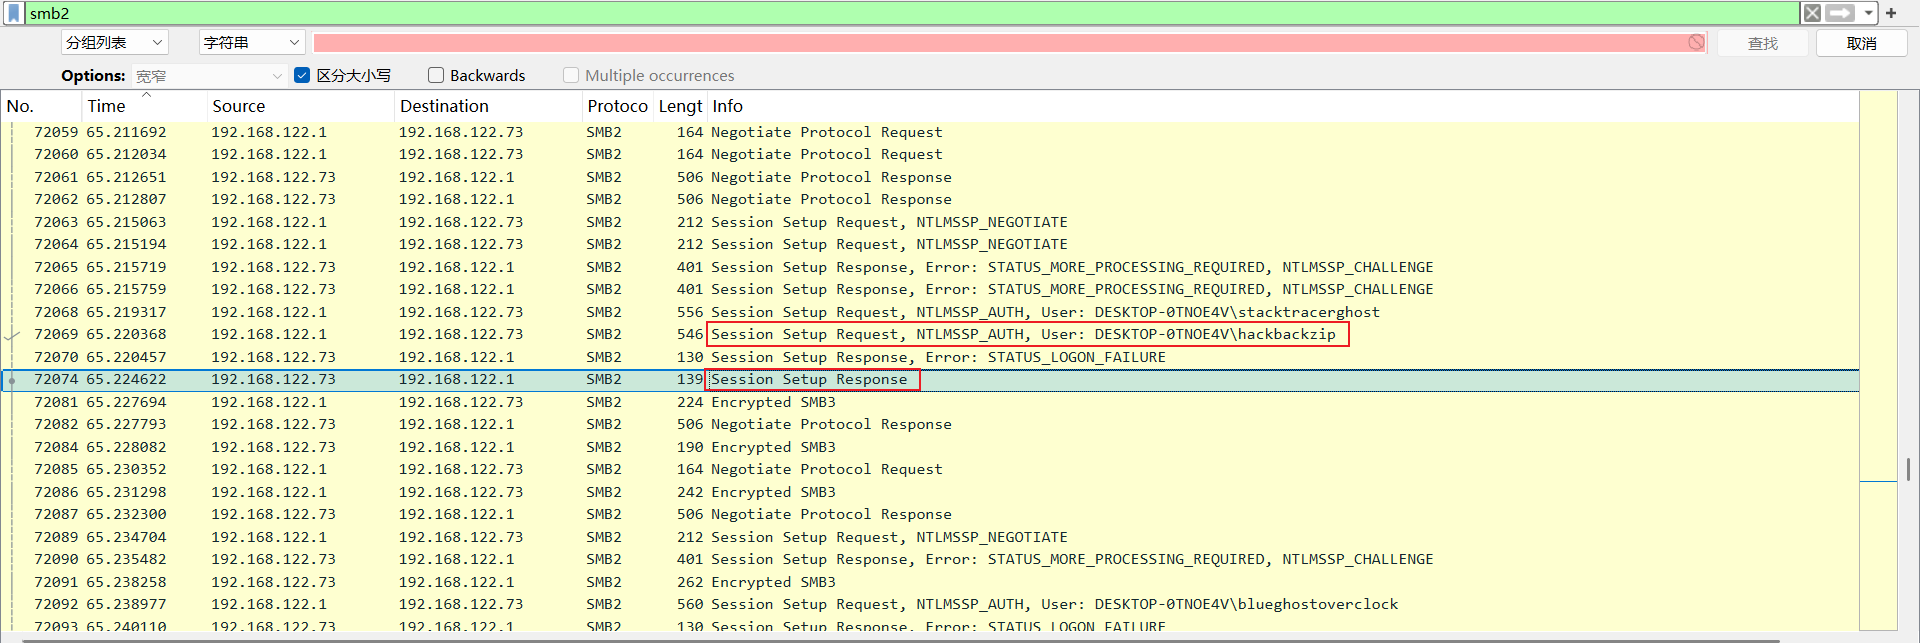 smb2
分组列表 字符串 查找 取消
Options: 宽窄 区分大小写 Backwards Multiple occurrences
No. Time Source Destination Protoco Lengt Info
72059 65.211692 192.168.122.1 192.168.122.73 SMB2 164 Negotiate Protocol Request
72060 65.212034 192.168.122.1 192.168.122.73 SMB2 164 Negotiate Protocol Request
72061 65.212651 192.168.122.73 192.168.122.1 SMB2 506 Negotiate Protocol Response
72062 65.212807 192.168.122.73 192.168.122.1 SMB2 506 Negotiate Protocol Response
72063 65.215063 192.168.122.1 192.168.122.73 SMB2 212 Session Setup Request, NTLMSSP_NEGOTIATE
72064 65.215194 192.168.122.1 192.168.122.73 SMB2 212 Session Setup Request, NTLMSSP_NEGOTIATE
72065 65.215719 192.168.122.73 192.168.122.1 SMB2 401 Session Setup Response, Error: STATUS_MORE_PROCESSING_REQUIRED, NTLMSSP_CHALLENGE
72066 65.215759 192.168.122.73 192.168.122.1 SMB2 401 Session Setup Response, Error: STATUS_MORE_PROCESSING_REQUIRED, NTLMSSP_CHALLENGE
72068 65.219317 192.168.122.1 192.168.122.73 SMB2 556 Session Setup Request, NTLMSSP_AUTH, User: DESKTOP-0TNOE4V\stacktracerghost
72069 65.220368 192.168.122.1 192.168.122.73 SMB2 546 Session Setup Request, NTLMSSP_AUTH, User: DESKTOP-0TNOE4V\hackbackzip
72070 65.220457 192.168.122.73 192.168.122.1 SMB2 130 Session Setup Response, Error: STATUS_LOGON_FAILURE
72074 65.224622 192.168.122.73 192.168.122.1 SMB2 139 Session Setup Response
72081 65.227694 192.168.122.1 192.168.122.73 SMB2 224 Encrypted SMB3
72082 65.227793 192.168.122.73 192.168.122.1 SMB2 506 Negotiate Protocol Response
72084 65.228082 192.168.122.73 192.168.122.1 SMB2 190 Encrypted SMB3
72085 65.230352 192.168.122.1 192.168.122.73 SMB2 164 Negotiate Protocol Request
72086 65.231298 192.168.122.1 192.168.122.73 SMB2 242 Encrypted SMB3
72087 65.232300 192.168.122.73 192.168.122.1 SMB2 506 Negotiate Protocol Response
72089 65.234704 192.168.122.1 192.168.122.73 SMB2 212 Session Setup Request, NTLMSSP_NEGOTIATE
72090 65.235482 192.168.122.73 192.168.122.1 SMB2 401 Session Setup Response, Error: STATUS_MORE_PROCESSING_REQUIRED, NTLMSSP_CHALLENGE
72091 65.238258 192.168.122.73 192.168.122.1 SMB2 262 Encrypted SMB3
72092 65.238977 192.168.122.1 192.168.122.73 SMB2 560 Session Setup Request, NTLMSSP_AUTH, User: DESKTOP-0TNOE4V\blueghostoverclock
72093 65.240110 192.168.122.73 192.168.122.1 SMB2 130 Session Setup Response, Error: STATUS_LOGON_FAILURE